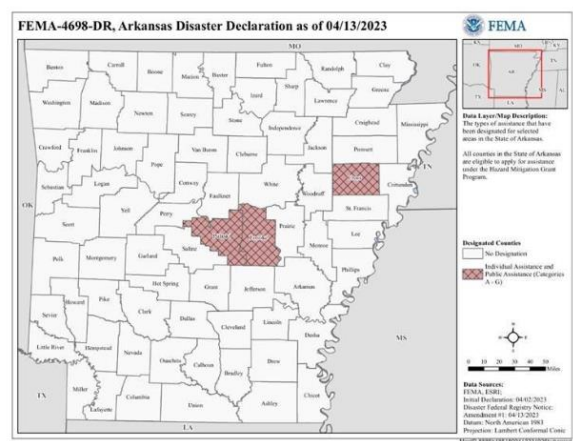 FEMA-4698-DR, Arkansas Disaster Declaration as of 04/13/2023
FEMA
MO
Benton
Carroll
Boone
Marion
Baxter
Fulton
Randolph
Clay
Sharp
Izard
Greene
Washington
Madison
Newton
Searcy
Stone
Lawrence
Independence
Craighead
Mississippi
Crawford
Franklin
Johnson
Van Buren
Cleburne
Jackson
Poinsett
TN
Pope
Sebastian
Logan
Conway
White
Woodruff
Crittenden
Faulkner
St. Francis
OK
Yell
Perry
Scott
Saline
Prairie
Lee
Monroe
Polk
Montgomery
Garland
Phillips
Hot Spring
Grant
Jefferson
Arkansas
Howard
Pike
Sevier
Clark
Dallas
Cleveland
Lincoln
Desha
Little River
Hempstead
Nevada
Ouachita
Calhoun
Bradley
Drew
MS
Miller
Lafayette
Columbia
Union
Ashley
Chicot
TX
LA
Data Layer/Map Description:
The types of assistance that have
been designated for selected
areas in the State of Arkansas.
All counties in the State of Arkansas
are eligible to apply for assistance
under the Hazard Mitigation Grant
Program.
Designated Counties
No Designation
Individual Assistance and
Public Assistance (Categories
A - G)
0 10 20 30 40 50
Miles
Data Sources:
FEMA, ESRI;
Initial Declaration: 04/02/2023
Disaster Federal Registry Notice:
Amendment #1: 04/13/2023
Datum: North American 1983
Projection: Lambert Conformal Conic